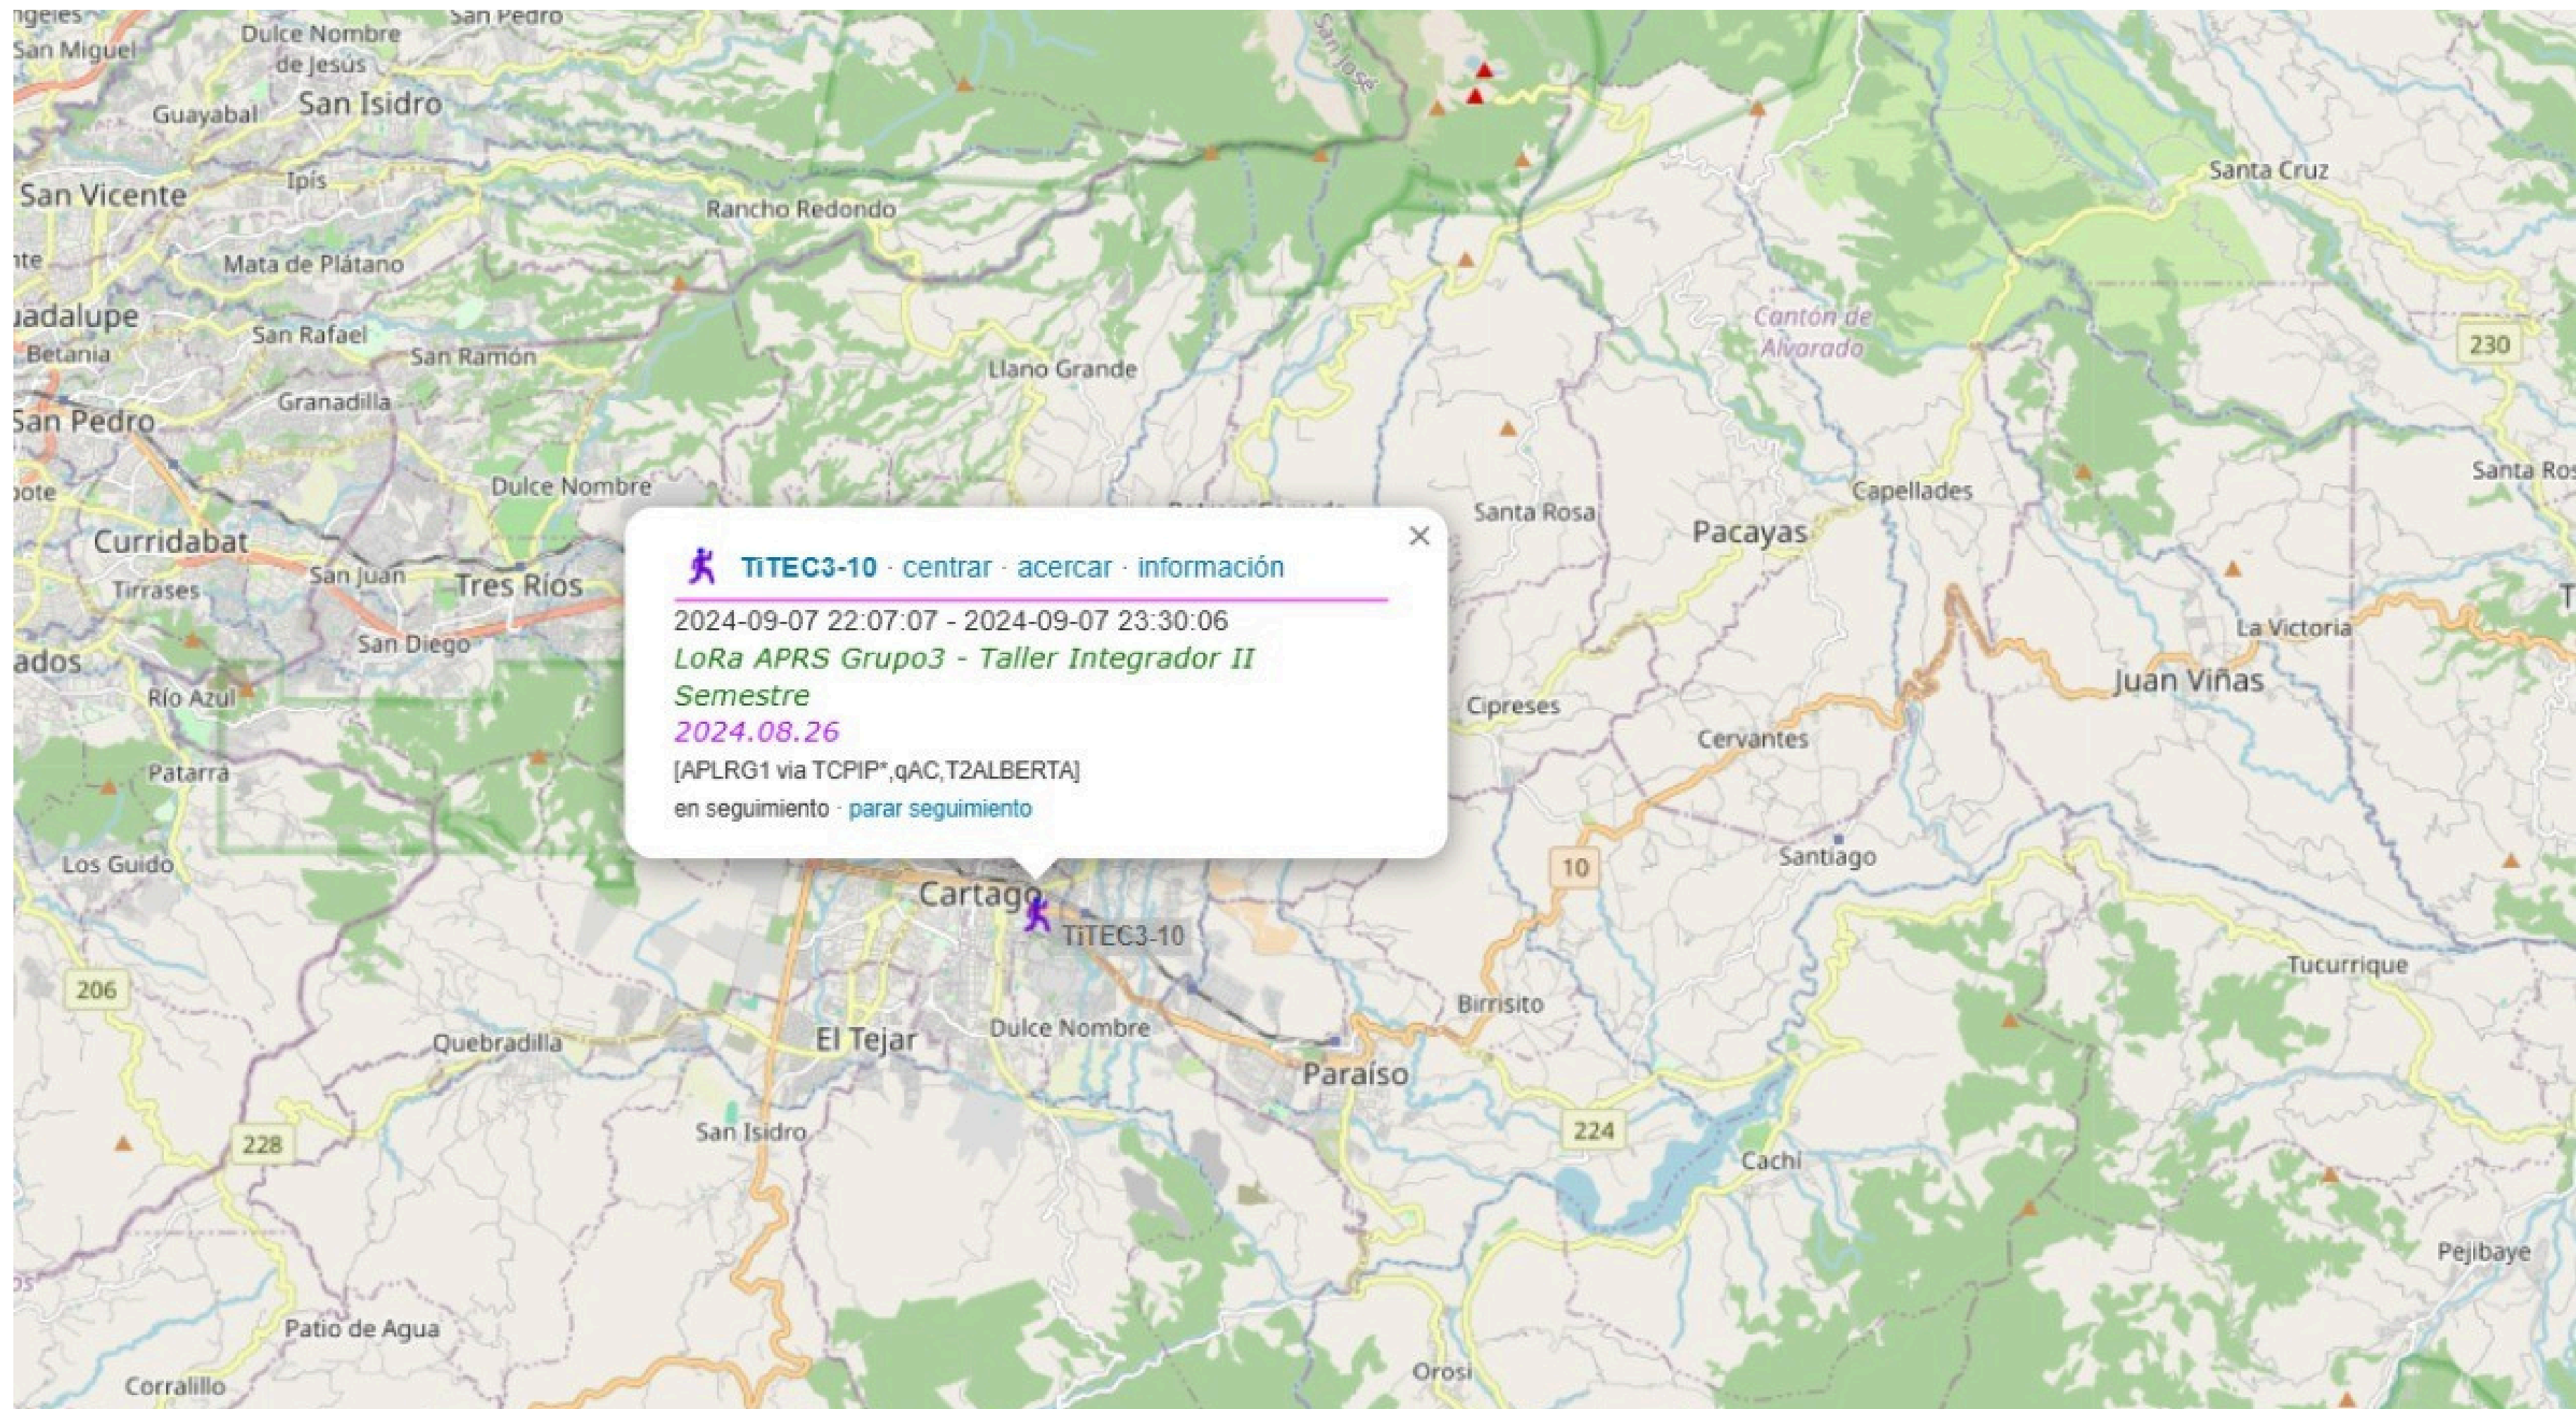 San Pedro
San Miguel
Dulce Nombre
de Jesús
San Isidro
Guayabal
San José
San Vicente
Ipís
Rancho Redondo
Santa Cruz
Mata de Plátano
Cantón de
Alvarado
San Rafael
Betania
San Ramón
230
Llano Grande
Granadilla
San Pedro
Dulce Nombre
Capellades
Santa Rosa
Pacayas
Curridabat
San Juan
Tirrases
Tres Ríos
San Diego
Río Azul
Patarrá
Los Guido
×
TiTEC3-10 · centrar · acercar · información
2024-09-07 22:07:07 - 2024-09-07 23:30:06
LoRa APRS Grupo3 - Taller Integrador II
Semestre
2024.08.26
[APLRG1 via TCPIP*,qAC,T2ALBERTA]
en seguimiento · parar seguimiento
La Victoria
Juan Viñas
Cipreses
Cervantes
10
Santiago
Cartago
TiTEC3-10
206
Tucurrique
Birrisito
Quebradilla
El Tejar
Dulce Nombre
Paraíso
228
San Isidro
224
Cachí
Pejibaye
Patio de Agua
Orosi
Corralillo